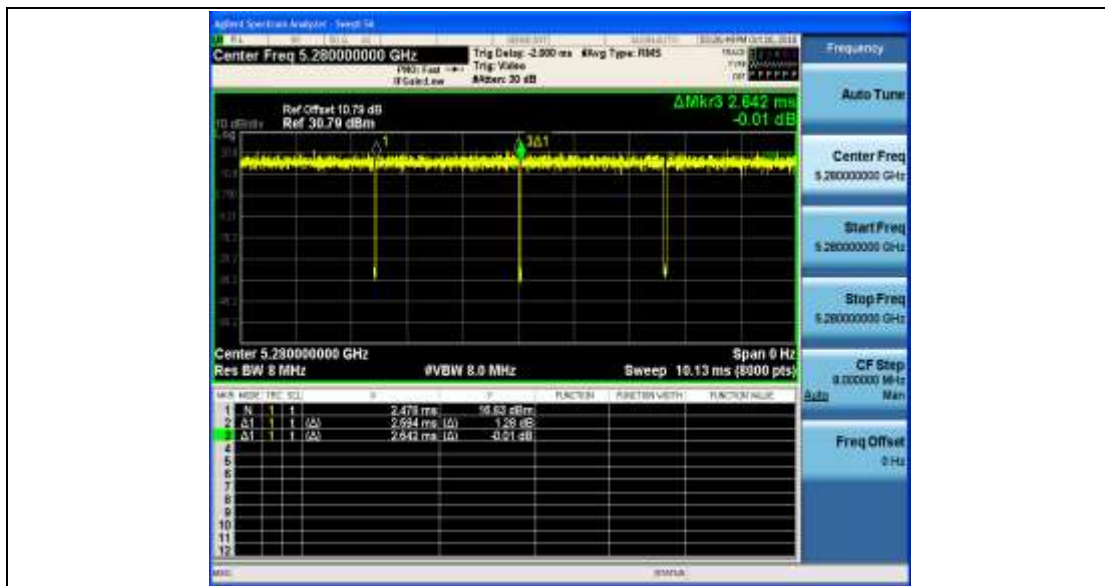 Agilent Spectrum Analyzer - Swept SA
Center Freq 5.280000000 GHz
PNO: Fast
IFGain:Low
Trig Delay: -2.000 ms
Trig: Video
#Atten: 30 dB
#Avg Type: RMS
TRACE
TYPE
DET
Ref Offset 10.79 dB
Ref 30.79 dBm
10 dB/div
Log
ΔMkr3 2.642 ms
-0.01 dB
1
3Δ1
Center 5.280000000 GHz
Res BW 8 MHz
#VBW 8.0 MHz
Span 0 Hz
Sweep 10.13 ms (8000 pts)
MKR MODE TRC SCL X Y FUNCTION FUNCTION WIDTH FUNCTION VALUE
1 N 1 t 2.478 ms 16.63 dBm
2 Δ1 1 t (Δ) 2.594 ms (Δ) 1.28 dB
3 Δ1 1 t (Δ) 2.642 ms (Δ) -0.01 dB
4
5
6
7
8
9
10
11
12
MSG
STATUS
Frequency
Auto Tune
Center Freq
5.280000000 GHz
Start Freq
5.280000000 GHz
Stop Freq
5.280000000 GHz
CF Step
8.000000 MHz
Auto Man
Freq Offset
0 Hz